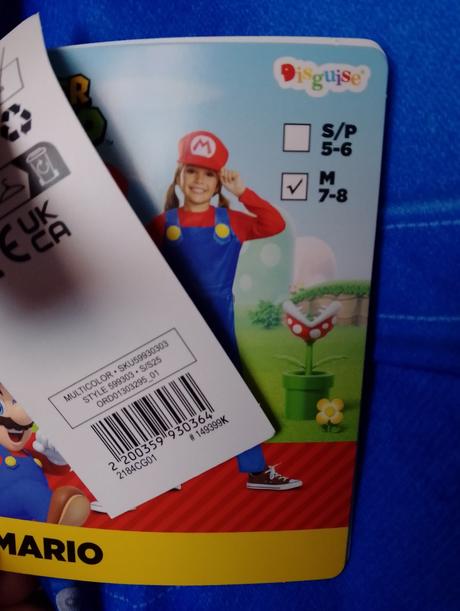 Disguise
S/P
5-6
M
7-8
M
UK
CA
MULTICOLOR • SKU59930303
STYLE 599303 • S/S25
ORD01303295_01
2 200359 930364
2184CG01
# 149399K
MARIO